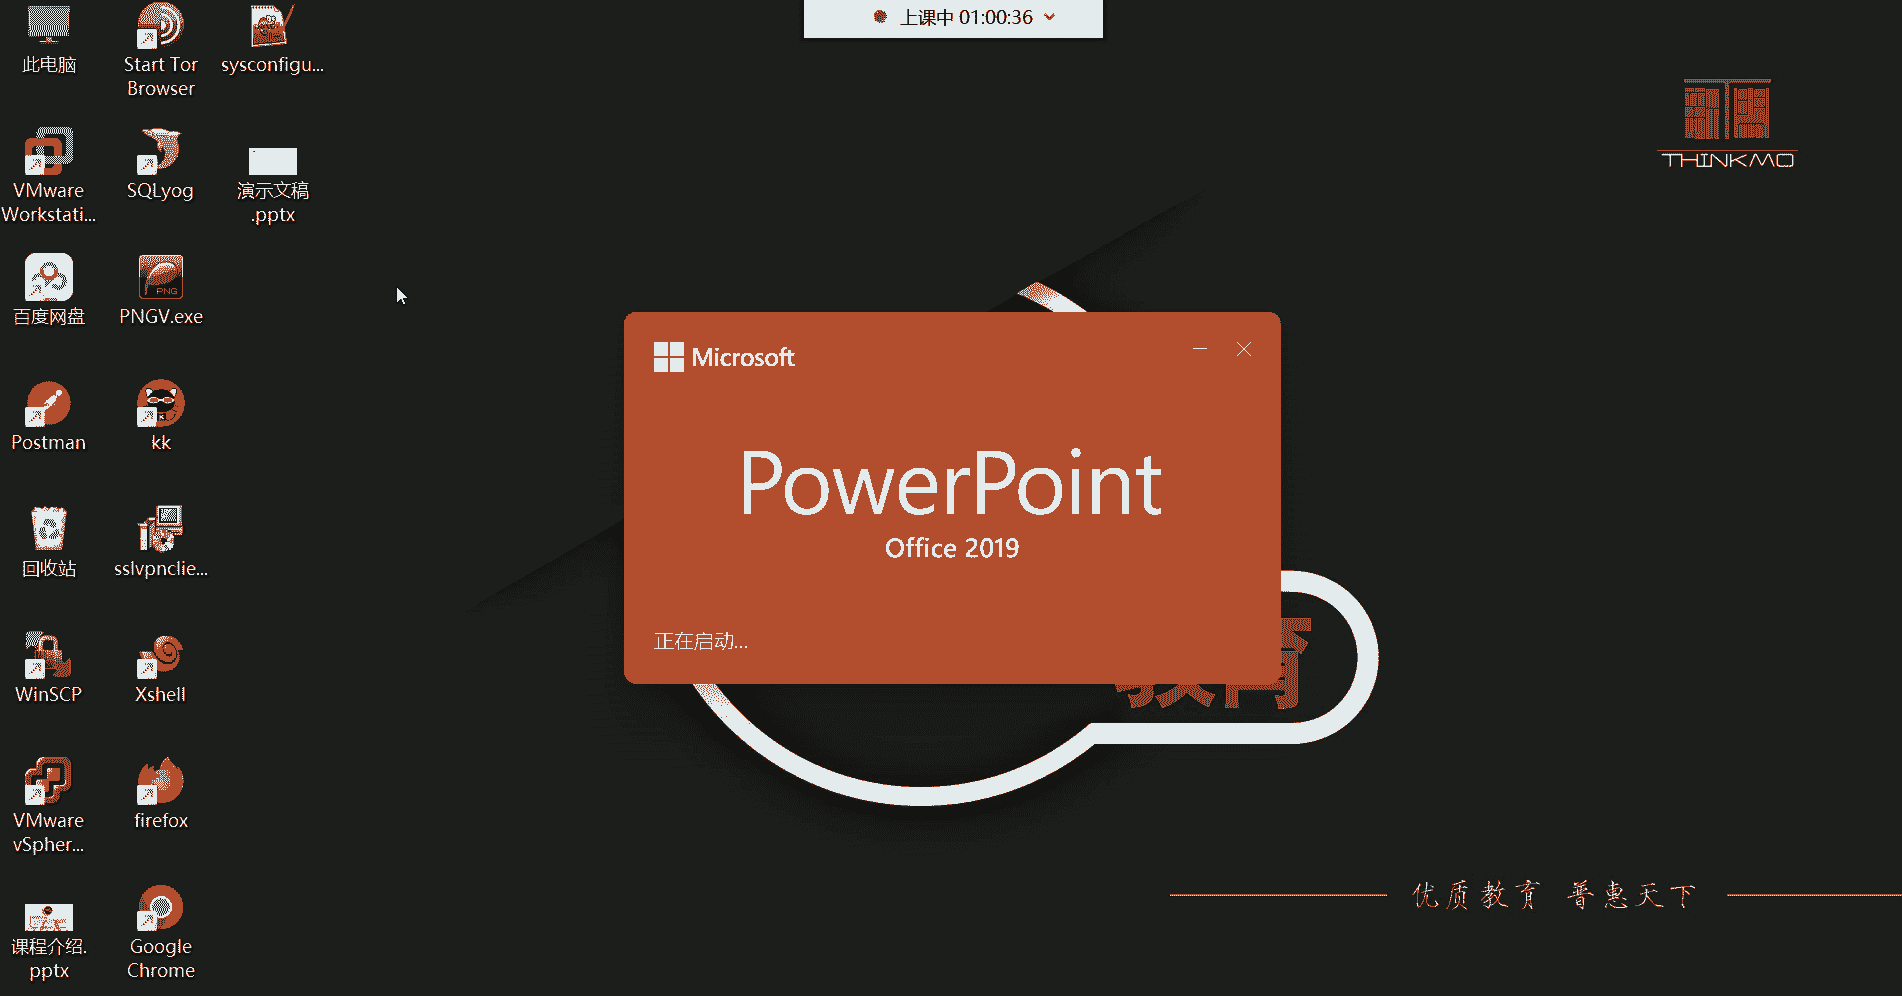 上课中 01:00:36
此电脑
Start Tor
Browser
sysconfigu...
THINKMO
VMware
Workstati...
SQLyog
演示文稿
.pptx
百度网盘
PNG
PNGV.exe
Microsoft
PowerPoint
Office 2019
正在启动...
Postman
kk
回收站
sslvpnclie...
教育
WinSCP
Xshell
VMware
vSpher...
firefox
优质教育 普惠天下
课程介绍.
pptx
Google
Chrome